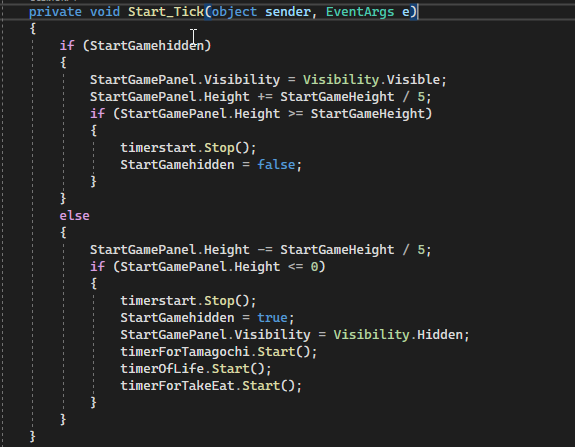 private void Start_Tick(object sender, EventArgs e)
{
if (StartGamehidden)
{
StartGamePanel.Visibility = Visibility.Visible;
StartGamePanel.Height += StartGameHeight / 5;
if (StartGamePanel.Height >= StartGameHeight)
{
timerstart.Stop();
StartGamehidden = false;
}
}
else
{
StartGamePanel.Height -= StartGameHeight / 5;
if (StartGamePanel.Height <= 0)
{
timerstart.Stop();
StartGamehidden = true;
StartGamePanel.Visibility = Visibility.Hidden;
timerForTamagochi.Start();
timerOfLife.Start();
timerForTakeEat.Start();
}
}
}